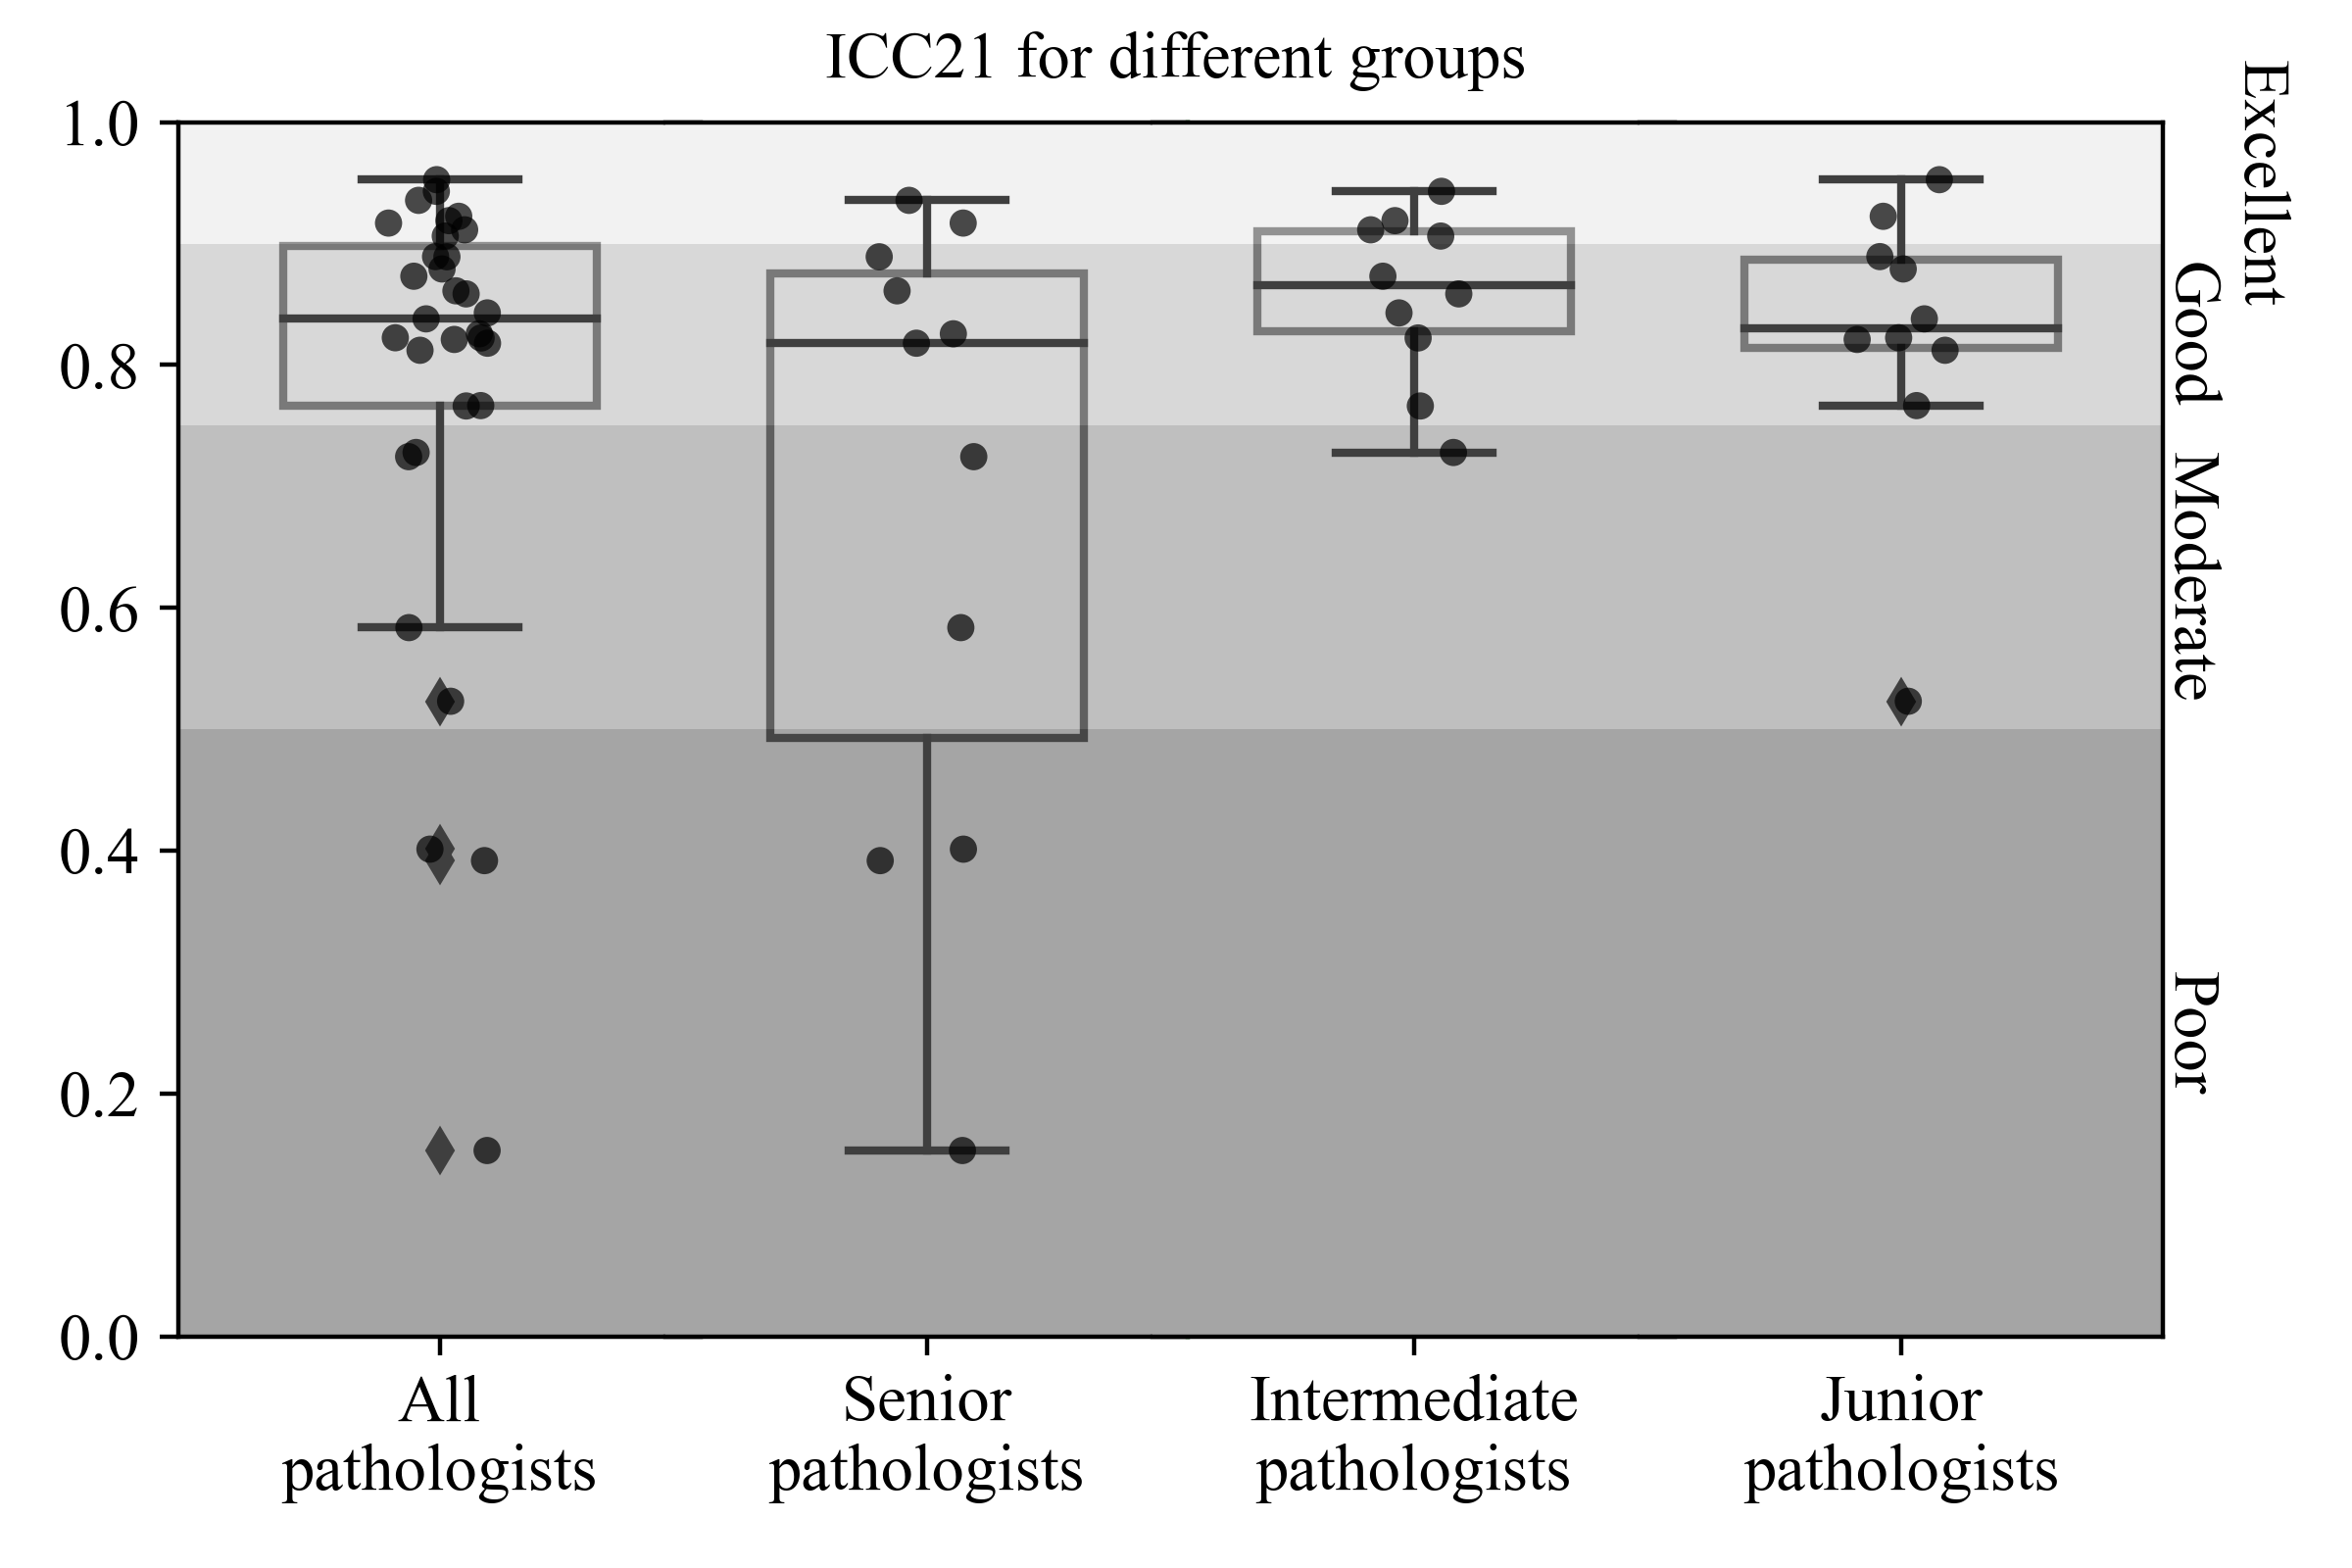 ICC21 for different groups
1.0
0.8
0.6
0.4
0.2
0.0
Excellent
Good
Moderate
Poor
All
pathologists
Senior
pathologists
Intermediate
pathologists
Junior
pathologists